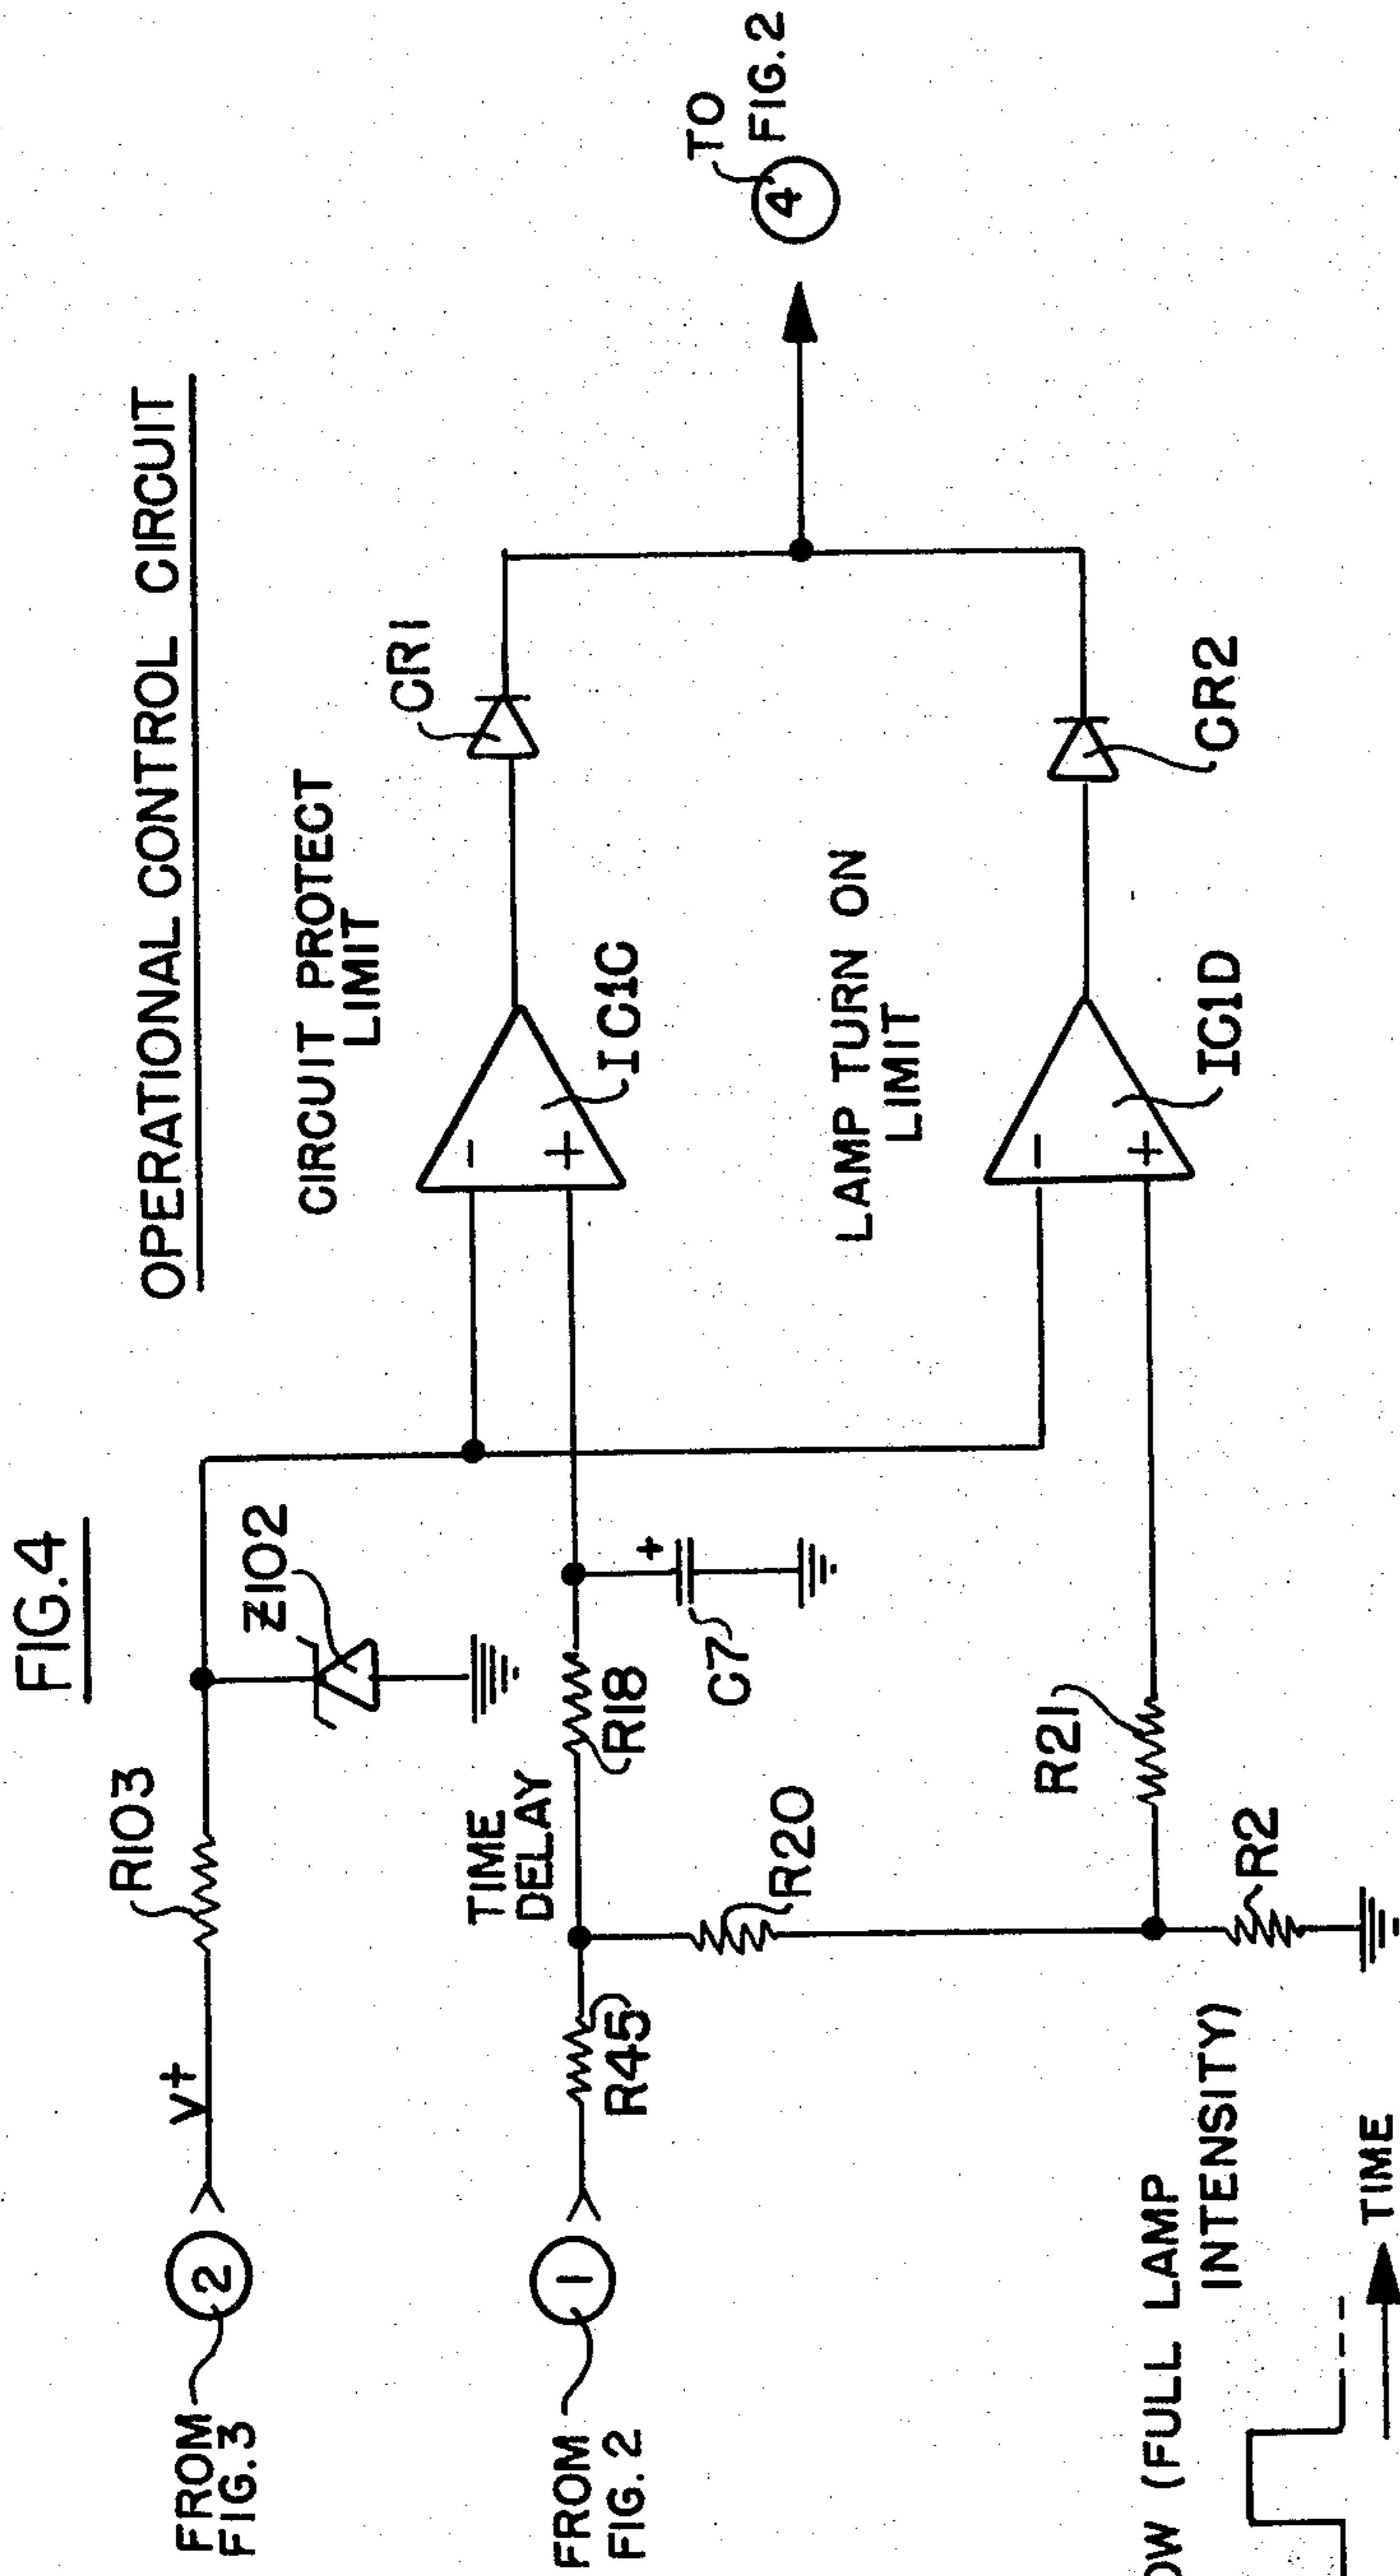 FIG.4
OPERATIONAL CONTROL CIRCUIT
FROM
FIG.3
2
V+
R103
Z102
CIRCUIT PROTECT
LIMIT
CR1
IC1C
FROM
FIG. 2
1
R45
TIME
DELAY
R18
C7
+
-
+
TO
FIG.2
4
R20
LAMP TURN ON
LIMIT
R21
-
+
IC1D
CR2
R2
OW (FULL LAMP
INTENSITY)
TIME